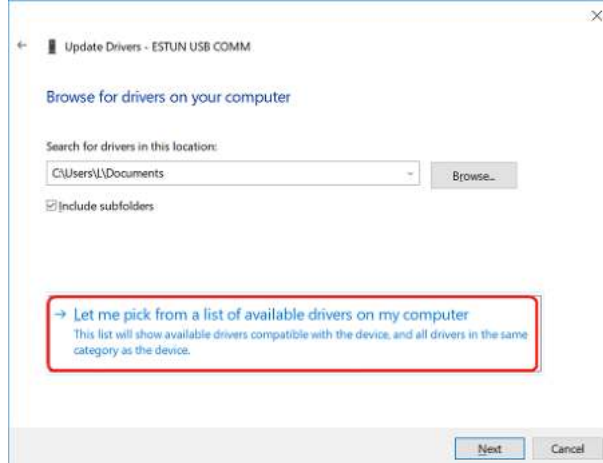 Update Drivers - ESTUN USB COMM
Browse for drivers on your computer
Search for drivers in this location:
C:\Users\L\Documents
Browse...
Include subfolders
→ Let me pick from a list of available drivers on my computer
This list will show available drivers compatible with the device, and all drivers in the same
category as the device.
Next
Cancel